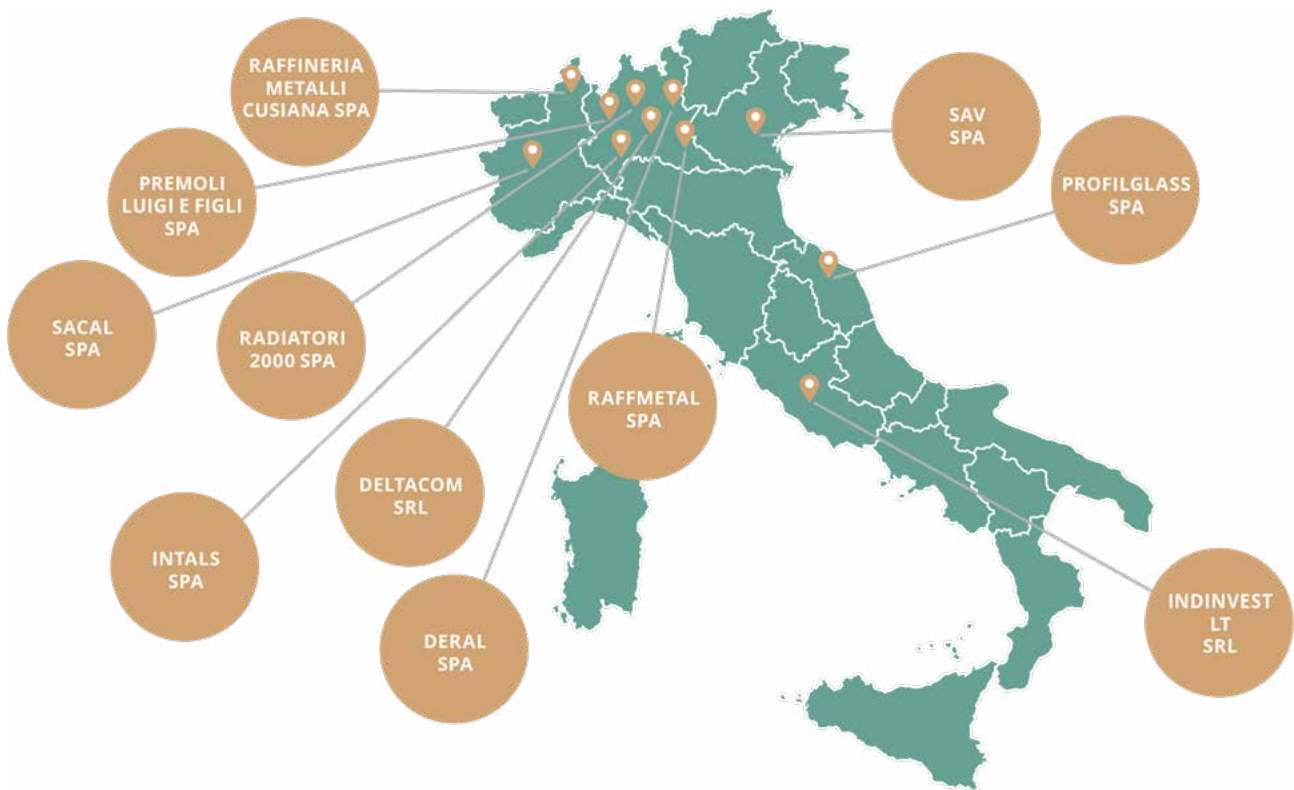 RAFFINERIA
METALLI
CUSIANA SPA
PREMOLI
LUIGI E FIGLI
SPA
SACAL
SPA
RADIATORI
2000 SPA
INTALS
SPA
DELTACOM
SRL
DERAL
SPA
RAFFMETAL
SPA
SAV
SPA
PROFILGLASS
SPA
INDINVEST
LT
SRL